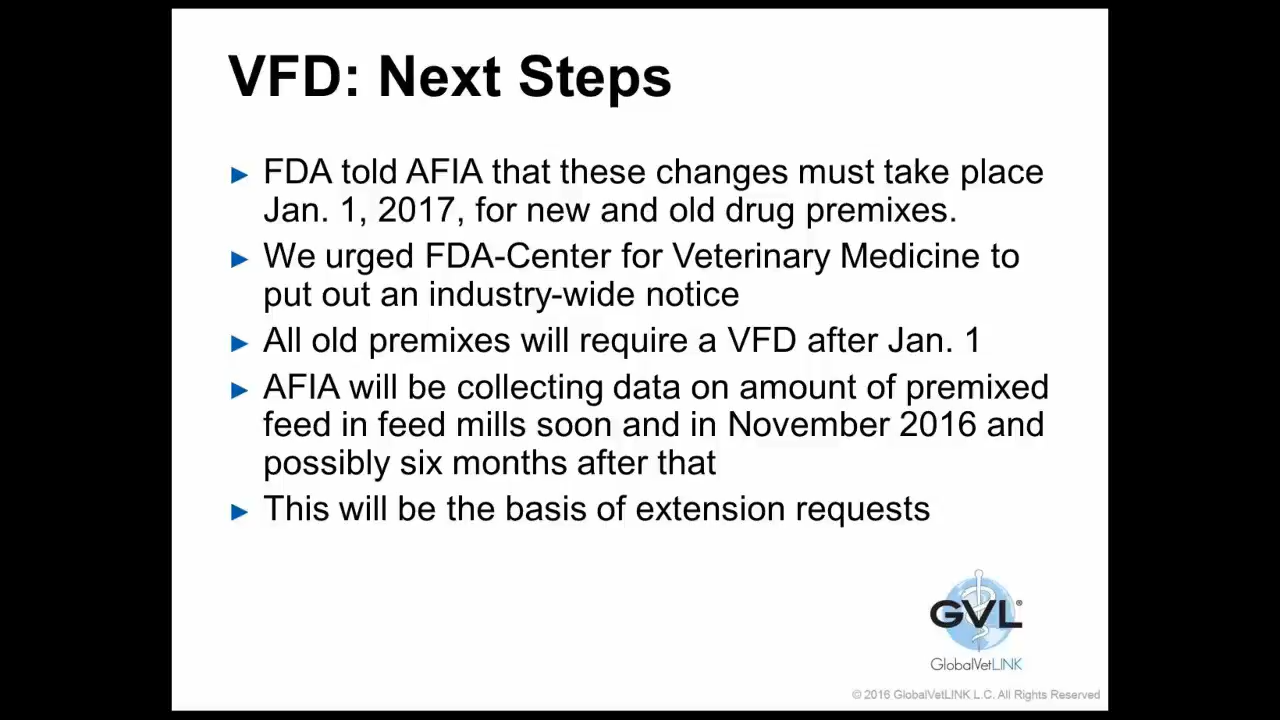 VFD: Next Steps
► FDA told AFIA that these changes must take place
Jan. 1, 2017, for new and old drug premixes.
► We urged FDA-Center for Veterinary Medicine to
put out an industry-wide notice
► All old premixes will require a VFD after Jan. 1
► AFIA will be collecting data on amount of premixed
feed in feed mills soon and in November 2016 and
possibly six months after that
► This will be the basis of extension requests
GVL®
GlobalVetLINK
© 2016 GlobalVetLINK L.C. All Rights Reserved